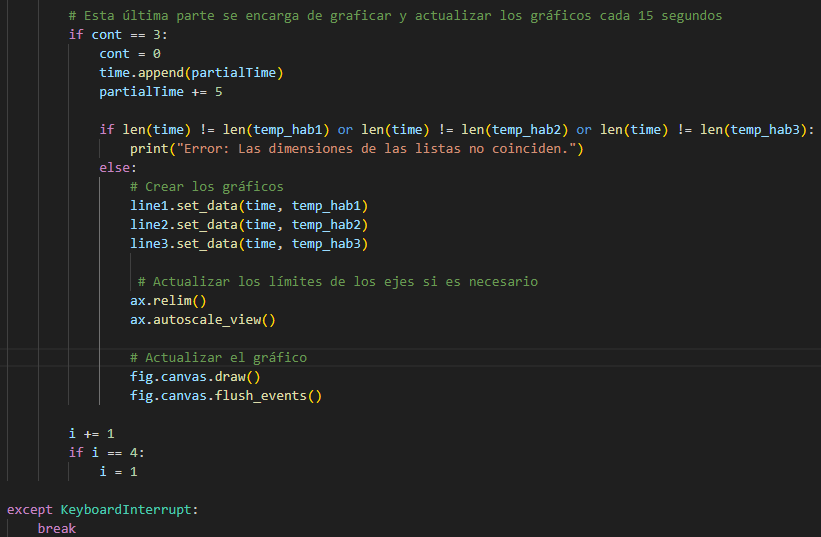 # Esta última parte se encarga de graficar y actualizar los gráficos cada 15 segundos
if cont == 3:
cont = 0
time.append(partialTime)
partialTime += 5
if len(time) != len(temp_hab1) or len(time) != len(temp_hab2) or len(time) != len(temp_hab3):
print("Error: Las dimensiones de las listas no coinciden.")
else:
# Crear los gráficos
line1.set_data(time, temp_hab1)
line2.set_data(time, temp_hab2)
line3.set_data(time, temp_hab3)
# Actualizar los límites de los ejes si es necesario
ax.relim()
ax.autoscale_view()
# Actualizar el gráfico
fig.canvas.draw()
fig.canvas.flush_events()
i += 1
if i == 4:
i = 1
except KeyboardInterrupt:
break